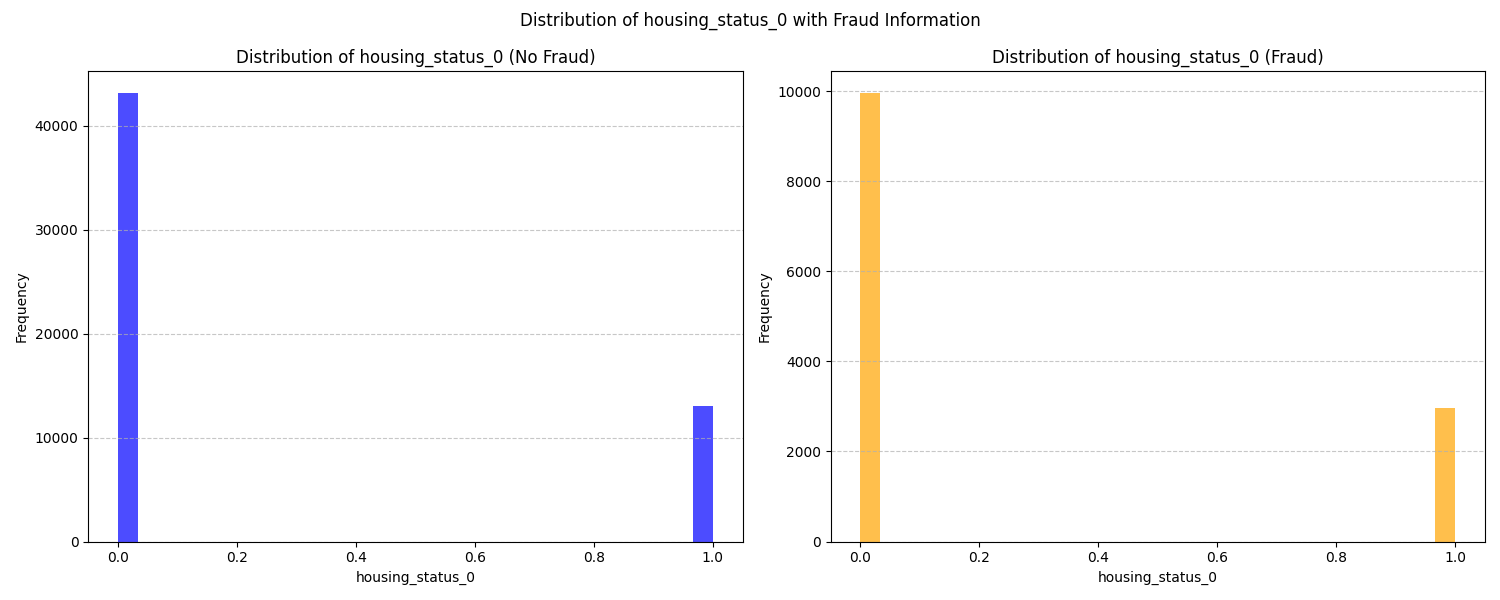 Distribution of housing_status_0 with Fraud Information
Distribution of housing_status_0 (No Fraud)
Frequency
40000
30000
20000
10000
0
0.0 0.2 0.4 0.6 0.8 1.0
housing_status_0
Distribution of housing_status_0 (Fraud)
Frequency
10000
8000
6000
4000
2000
0
0.0 0.2 0.4 0.6 0.8 1.0
housing_status_0